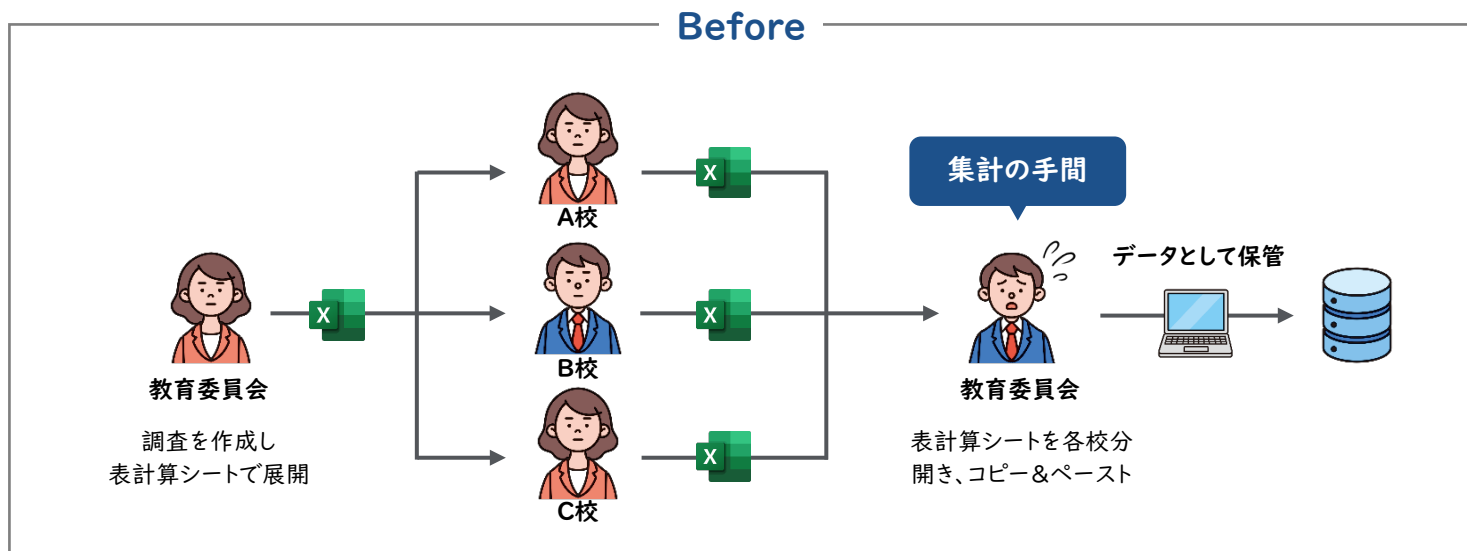 Before
A校
B校
C校
X
X
X
X
教育委員会
調査を作成し
表計算シートで展開
集計の手間
教育委員会
表計算シートを各校分
開き、コピー&ペースト
データとして保管